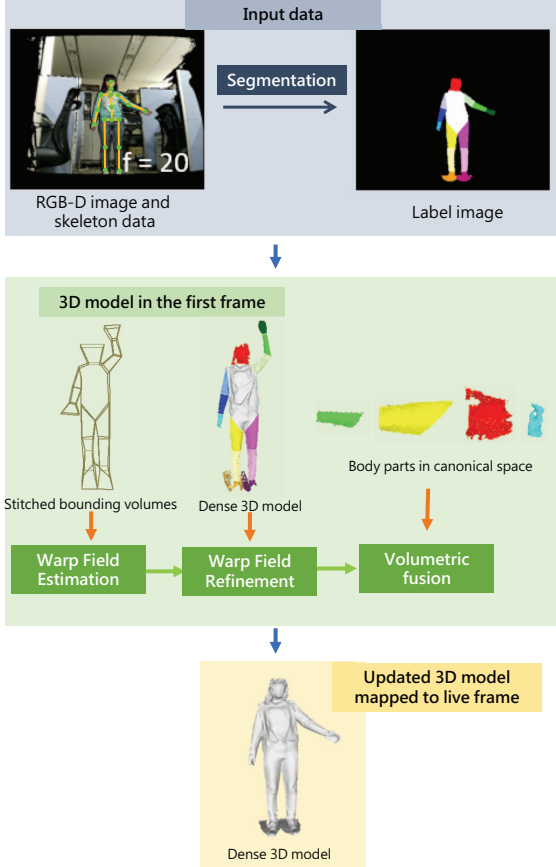 Input data
Segmentation
f = 20
RGB-D image and
skeleton data
Label image
3D model in the first frame
Stitched bounding volumes
Dense 3D model
Body parts in canonical space
Warp Field
Estimation
Warp Field
Refinement
Volumetric
fusion
Updated 3D model
mapped to live frame
Dense 3D model